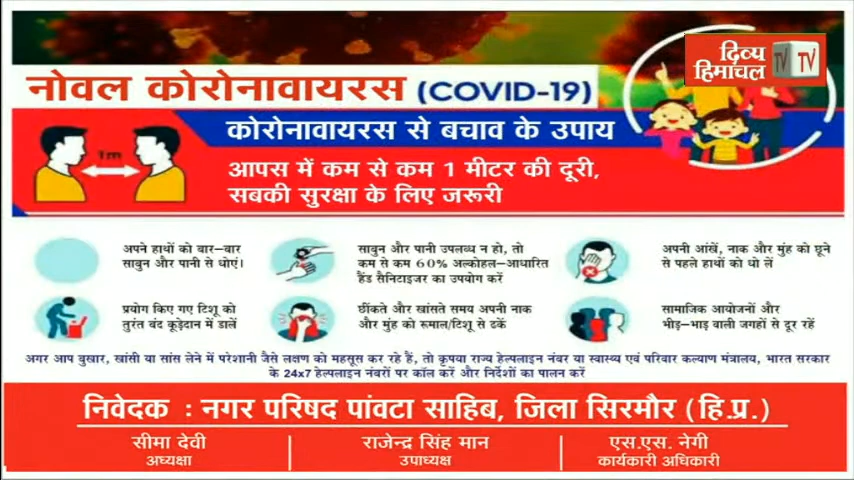 दिव्य
हिमाचल
TV TV
नोवल कोरोनावायरस (COVID-19)
कोरोनावायरस से बचाव के उपाय
1m
आपस में कम से कम 1 मीटर की दूरी,
सबकी सुरक्षा के लिए जरूरी
अपने हाथों को बार-बार
साबुन और पानी से धोएं।
साबुन और पानी उपलब्ध न हो, तो
कम से कम 60% अल्कोहल-आधारित
हैंड सैनिटाइजर का उपयोग करें
अपनी आंखें, नाक और मुंह को छूने
से पहले हाथों को धो लें
प्रयोग किए गए टिशू को
तुरंत बंद कूड़ेदान में डालें
छींकते और खांसते समय अपनी नाक
और मुंह को रूमाल/टिशू से ढकें
सामाजिक आयोजनों और
भीड़-भाड़ वाली जगहों से दूर रहें
अगर आप बुखार, खांसी या सांस लेने में परेशानी जैसे लक्षण को महसूस कर रहे हैं, तो कृपया राज्य हेल्पलाइन नंबर या स्वास्थ्य एवं परिवार कल्याण मंत्रालय, भारत सरकार
के 24x7 हेल्पलाइन नंबरों पर कॉल करें और निर्देशों का पालन करें
निवेदक : नगर परिषद पांवटा साहिब, जिला सिरमौर (हि.प्र.)
सीमा देवी
अध्यक्षा
राजेन्द्र सिंह मान
उपाध्यक्ष
एस.एस. नेगी
कार्यकारी अधिकारी